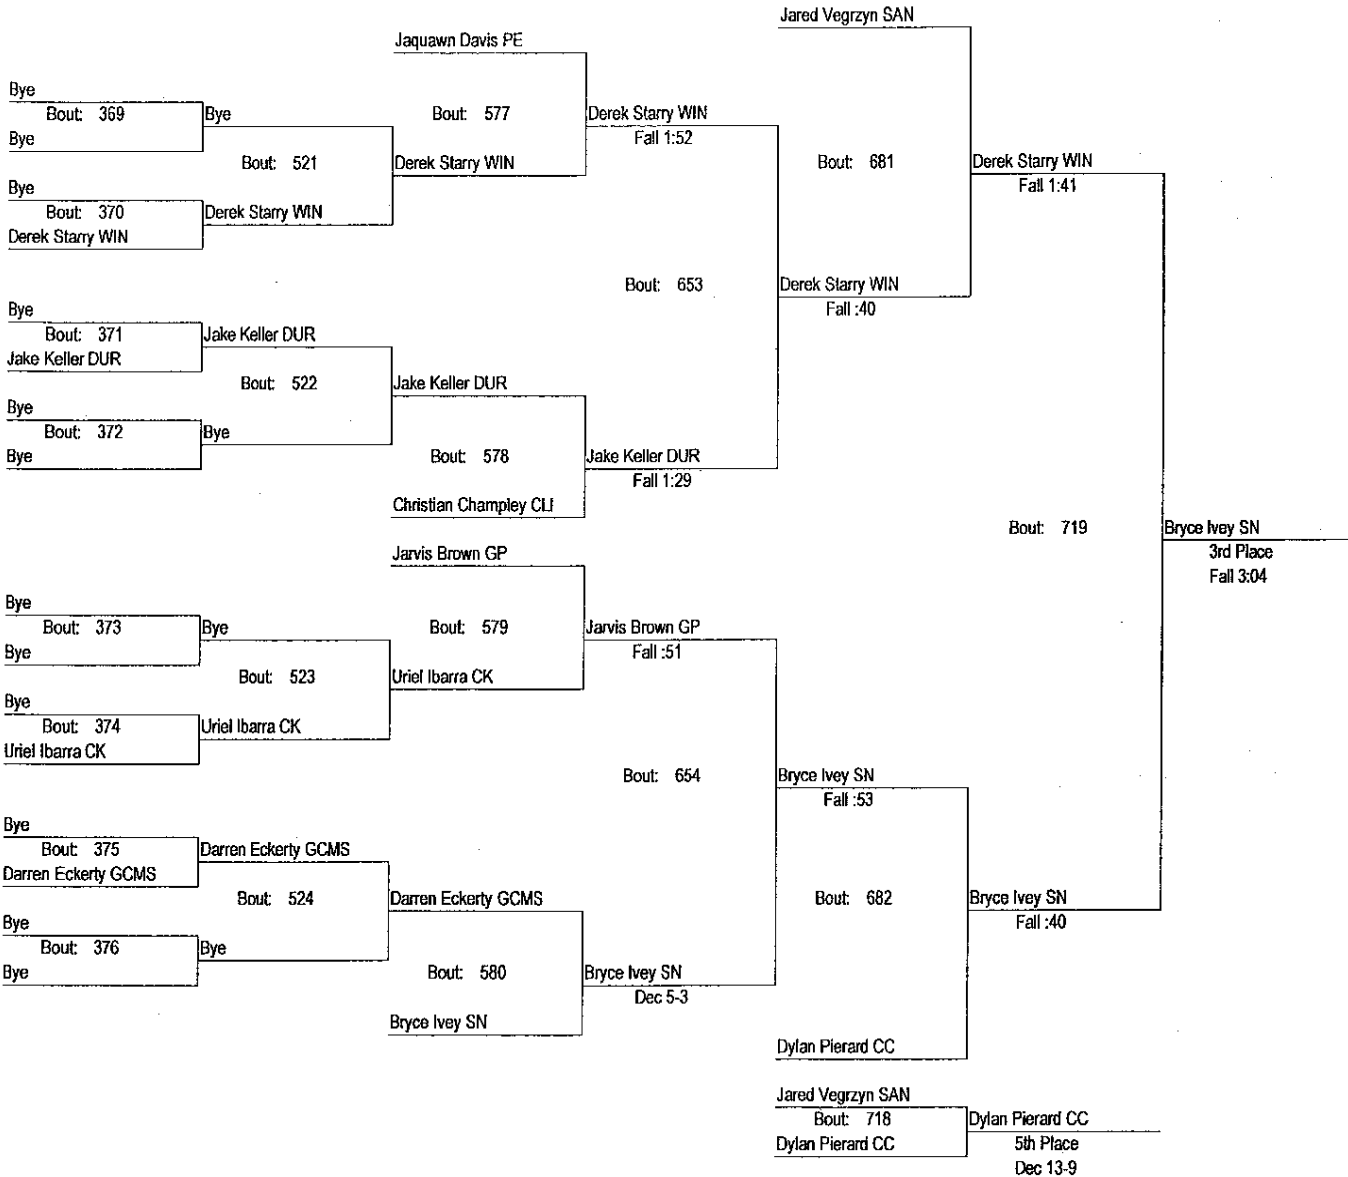 Jared Vegrzyn SAN
Jaquawn Davis PE
Bye
Bout: 369
Bye
Bye
Bout: 577
Derek Starry WIN
Fall 1:52
Bout: 521
Derek Starry WIN
Bout: 681
Derek Starry WIN
Fall 1:41
Bye
Bout: 370
Derek Starry WIN
Derek Starry WIN
Bout: 653
Derek Starry WIN
Fall :40
Bye
Bout: 371
Jake Keller DUR
Jake Keller DUR
Bout: 522
Jake Keller DUR
Bye
Bout: 372
Bye
Bye
Bout: 578
Jake Keller DUR
Fall 1:29
Christian Champley CLI
Bout: 719
Bryce Ivey SN
3rd Place
Fall 3:04
Jarvis Brown GP
Bye
Bout: 373
Bye
Bye
Bout: 579
Jarvis Brown GP
Fall :51
Bout: 523
Uriel Ibarra CK
Bye
Bout: 374
Uriel Ibarra CK
Uriel Ibarra CK
Bout: 654
Bryce Ivey SN
Fall :53
Bye
Bout: 375
Darren Eckerty GCMS
Darren Eckerty GCMS
Bout: 524
Darren Eckerty GCMS
Bout: 682
Bryce Ivey SN
Fall :40
Bye
Bout: 376
Bye
Bye
Bout: 580
Bryce Ivey SN
Dec 5-3
Bryce Ivey SN
Dylan Pierard CC
Jared Vegrzyn SAN
Bout: 718
Dylan Pierard CC
Dylan Pierard CC
5th Place
Dec 13-9